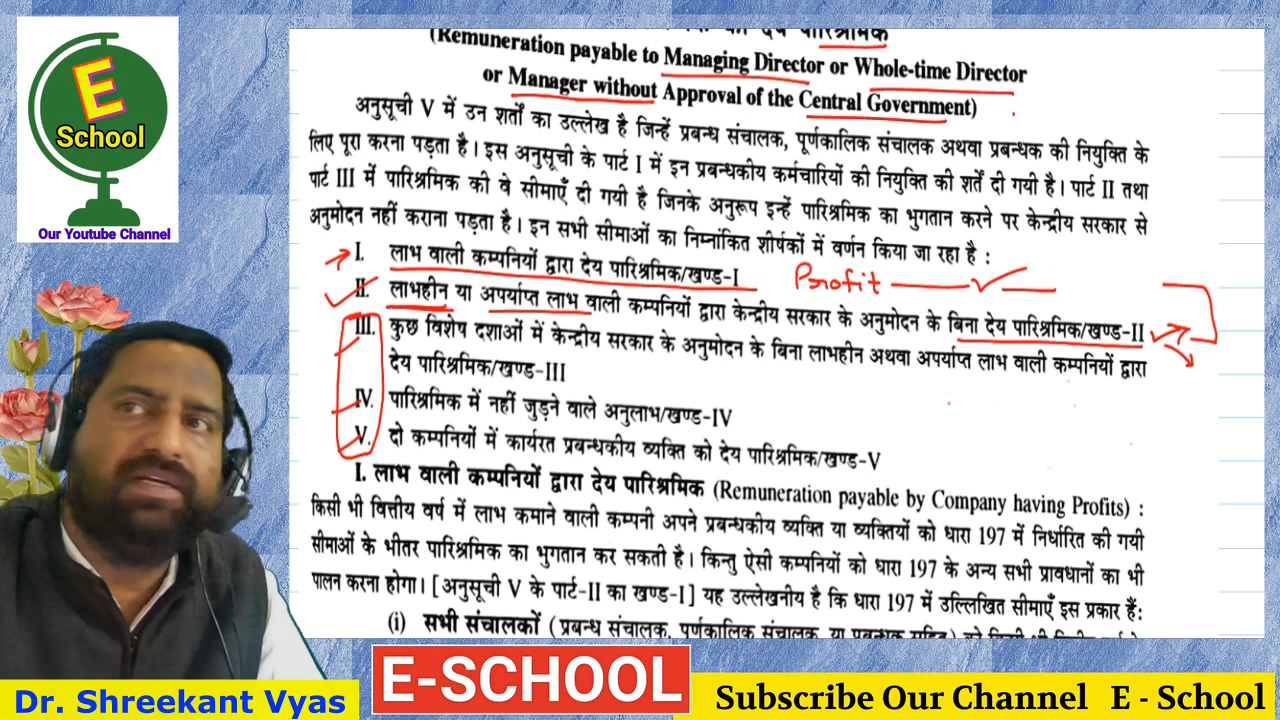 E
School
Our Youtube Channel
पारिश्रमिक
(Remuneration payable to Managing Director or Whole-time Director
or Manager without Approval of the Central Government)
अनुसूची V में उन शर्तों का उल्लेख है जिन्हें प्रबन्ध संचालक, पूर्णकालिक संचालक अथवा प्रबन्धक की नियुक्ति के
लिए पूरा करना पड़ता है। इस अनुसूची के पार्ट I में इन प्रबन्धकीय कर्मचारियों की नियुक्ति की शर्तें दी गयी है। पार्ट II तथा
पार्ट III में पारिश्रमिक की वे सीमाएँ दी गयी है जिनके अनुरूप इन्हें पारिश्रमिक का भुगतान करने पर केन्द्रीय सरकार से
अनुमोदन नहीं कराना पड़ता है। इन सभी सीमाओं का निम्नांकित शीर्षकों में वर्णन किया जा रहा है :
I. लाभ वाली कम्पनियों द्वारा देय पारिश्रमिक/खण्ड-I
Profit
II. लाभहीन या अपर्याप्त लाभ वाली कम्पनियों द्वारा केन्द्रीय सरकार के अनुमोदन के बिना देय पारिश्रमिक/खण्ड-II
III. कुछ विशेष दशाओं में केन्द्रीय सरकार के अनुमोदन के बिना लाभहीन अथवा अपर्याप्त लाभ वाली कम्पनियों द्वारा
देय पारिश्रमिक/खण्ड-III
IV. पारिश्रमिक में नहीं जुड़ने वाले अनुलाभ/खण्ड-IV
V. दो कम्पनियों में कार्यरत प्रबन्धकीय व्यक्ति को देय पारिश्रमिक/खण्ड-V
I. लाभ वाली कम्पनियों द्वारा देय पारिश्रमिक (Remuneration payable by Company having Profits) :
किसी भी वित्तीय वर्ष में लाभ कमाने वाली कम्पनी अपने प्रबन्धकीय व्यक्ति या व्यक्तियों को धारा 197 में निर्धारित की गयी
सीमाओं के भीतर पारिश्रमिक का भुगतान कर सकती है। किन्तु ऐसी कम्पनियों को धारा 197 के अन्य सभी प्रावधानों का भी
पालन करना होगा। [अनुसूची V के पार्ट-II का खण्ड-I] यह उल्लेखनीय है कि धारा 197 में उल्लिखित सीमाएँ इस प्रकार हैं:
(i) सभी संचालकों (प्रबन्ध संचालक, पूर्णकालिक संचालक, या प्रबन्धक सहित)
E-SCHOOL
Dr. Shreekant Vyas
Subscribe Our Channel E - School